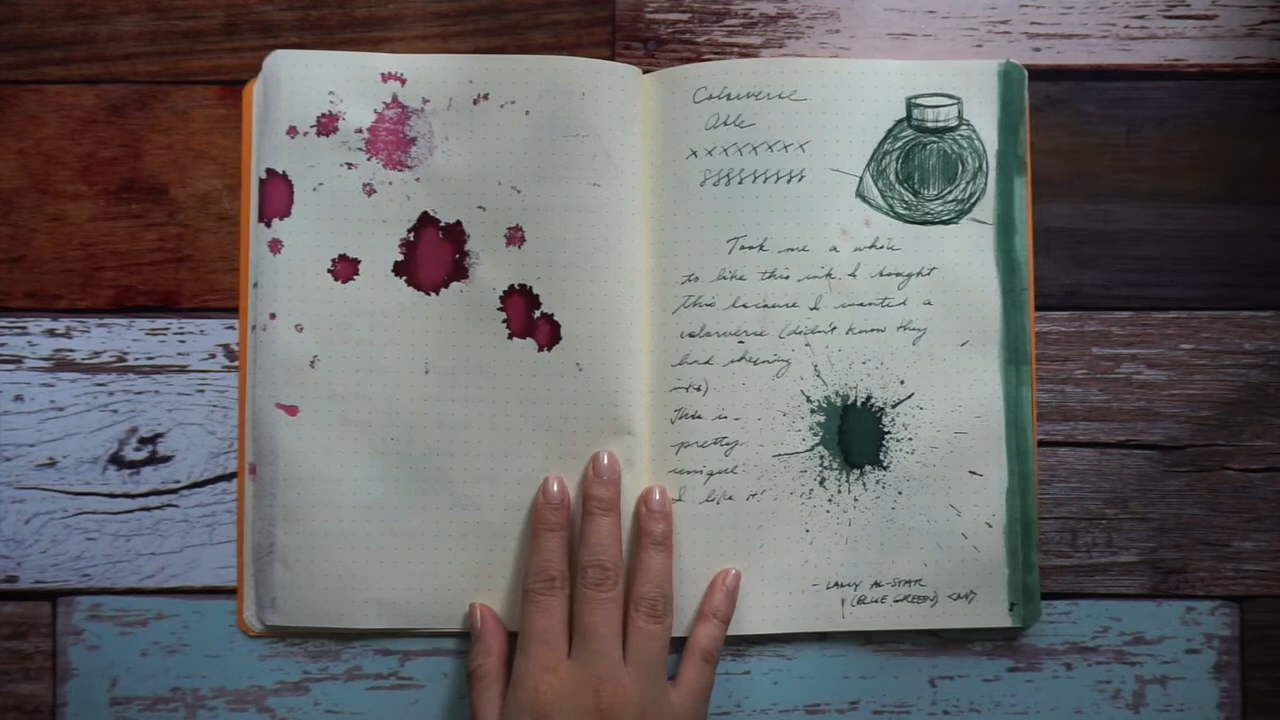 Colorverse
Able
xxxxxxxx
§§§§§§§§§
Took me a while
to like this ink. I bought
this because I wanted a
colorverse (didn't know they
had sheening
inks)
This is
pretty
unique.
I like it!
- LAMY AL-STAR
(BLUE GREEN) <M>